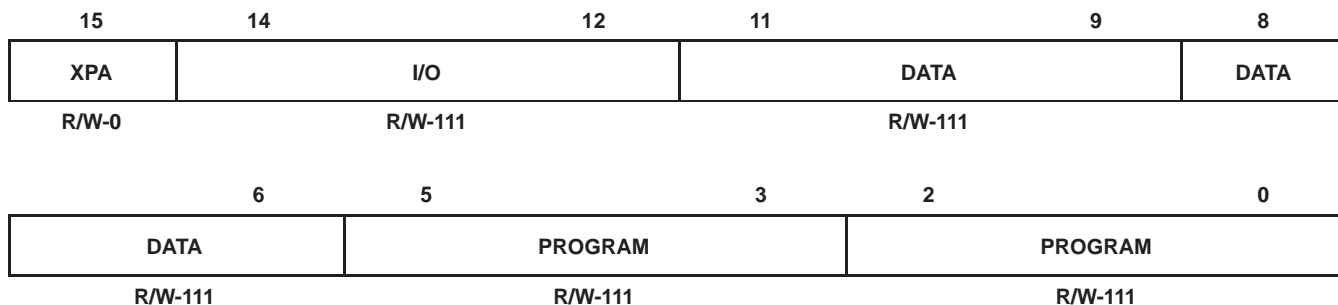 15 14 12 11 9 8
XPA I/O DATA DATA
R/W-0 R/W-111 R/W-111
6 5 3 2 0
DATA PROGRAM PROGRAM
R/W-111 R/W-111 R/W-111